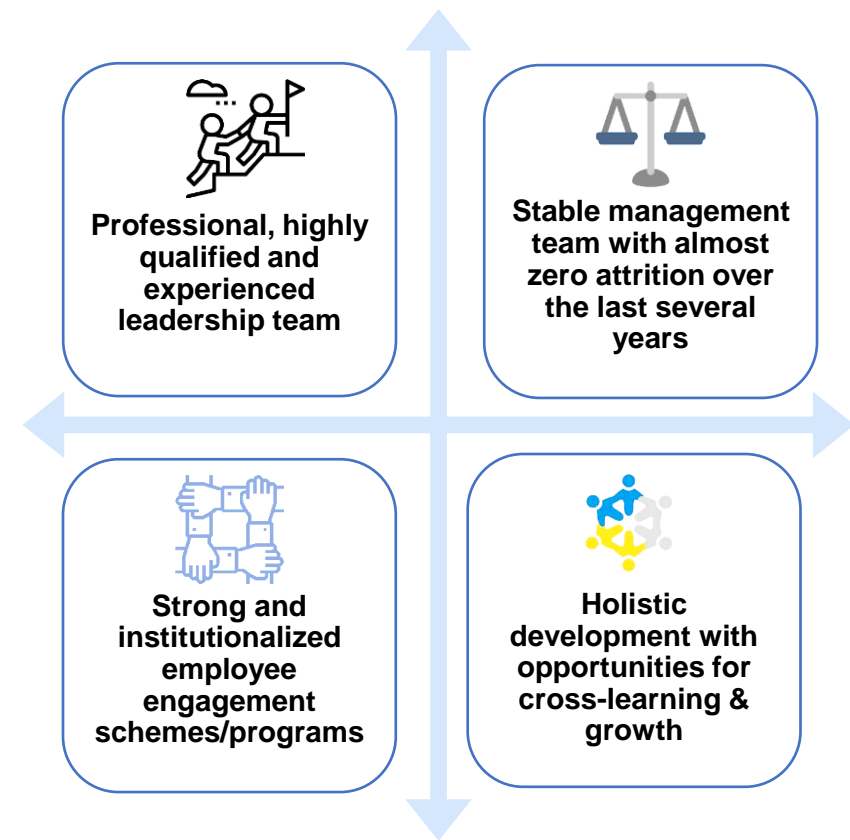 Professional, highly
qualified and
experienced
leadership team
Stable management
team with almost
zero attrition over
the last several
years
Strong and
institutionalized
employee
engagement
schemes/programs
Holistic
development with
opportunities for
cross-learning &
growth